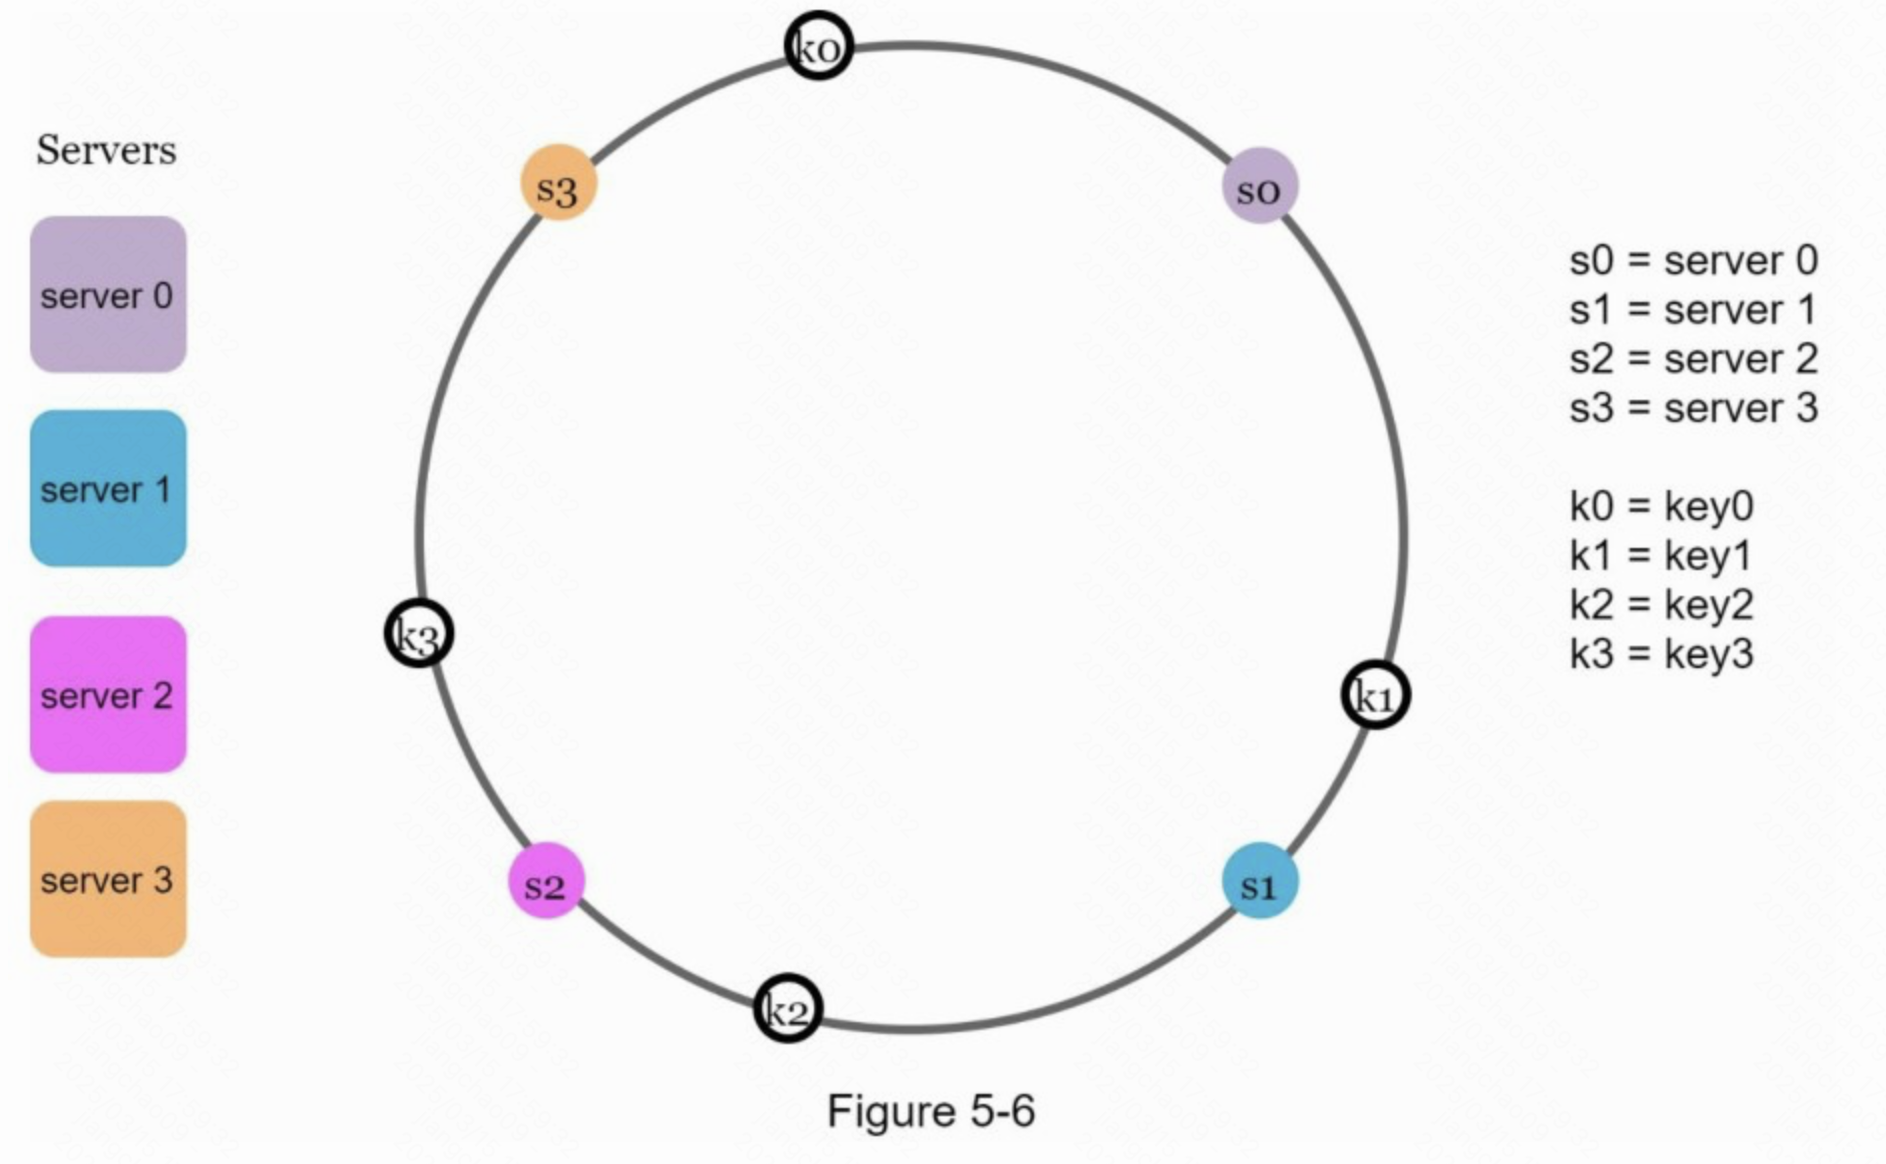 Servers
server 0
server 1
server 2
server 3
k0
s3
s0
k3
k1
s2
s1
k2
s0 = server 0
s1 = server 1
s2 = server 2
s3 = server 3
k0 = key0
k1 = key1
k2 = key2
k3 = key3
Figure 5-6